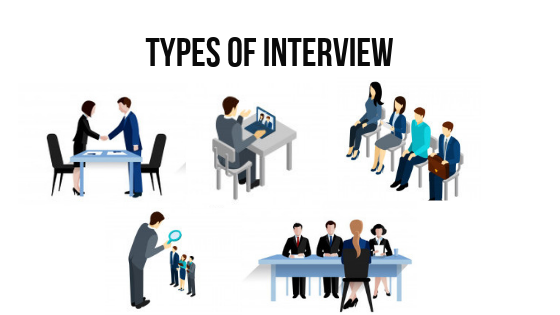 TYPES OF INTERVIEW